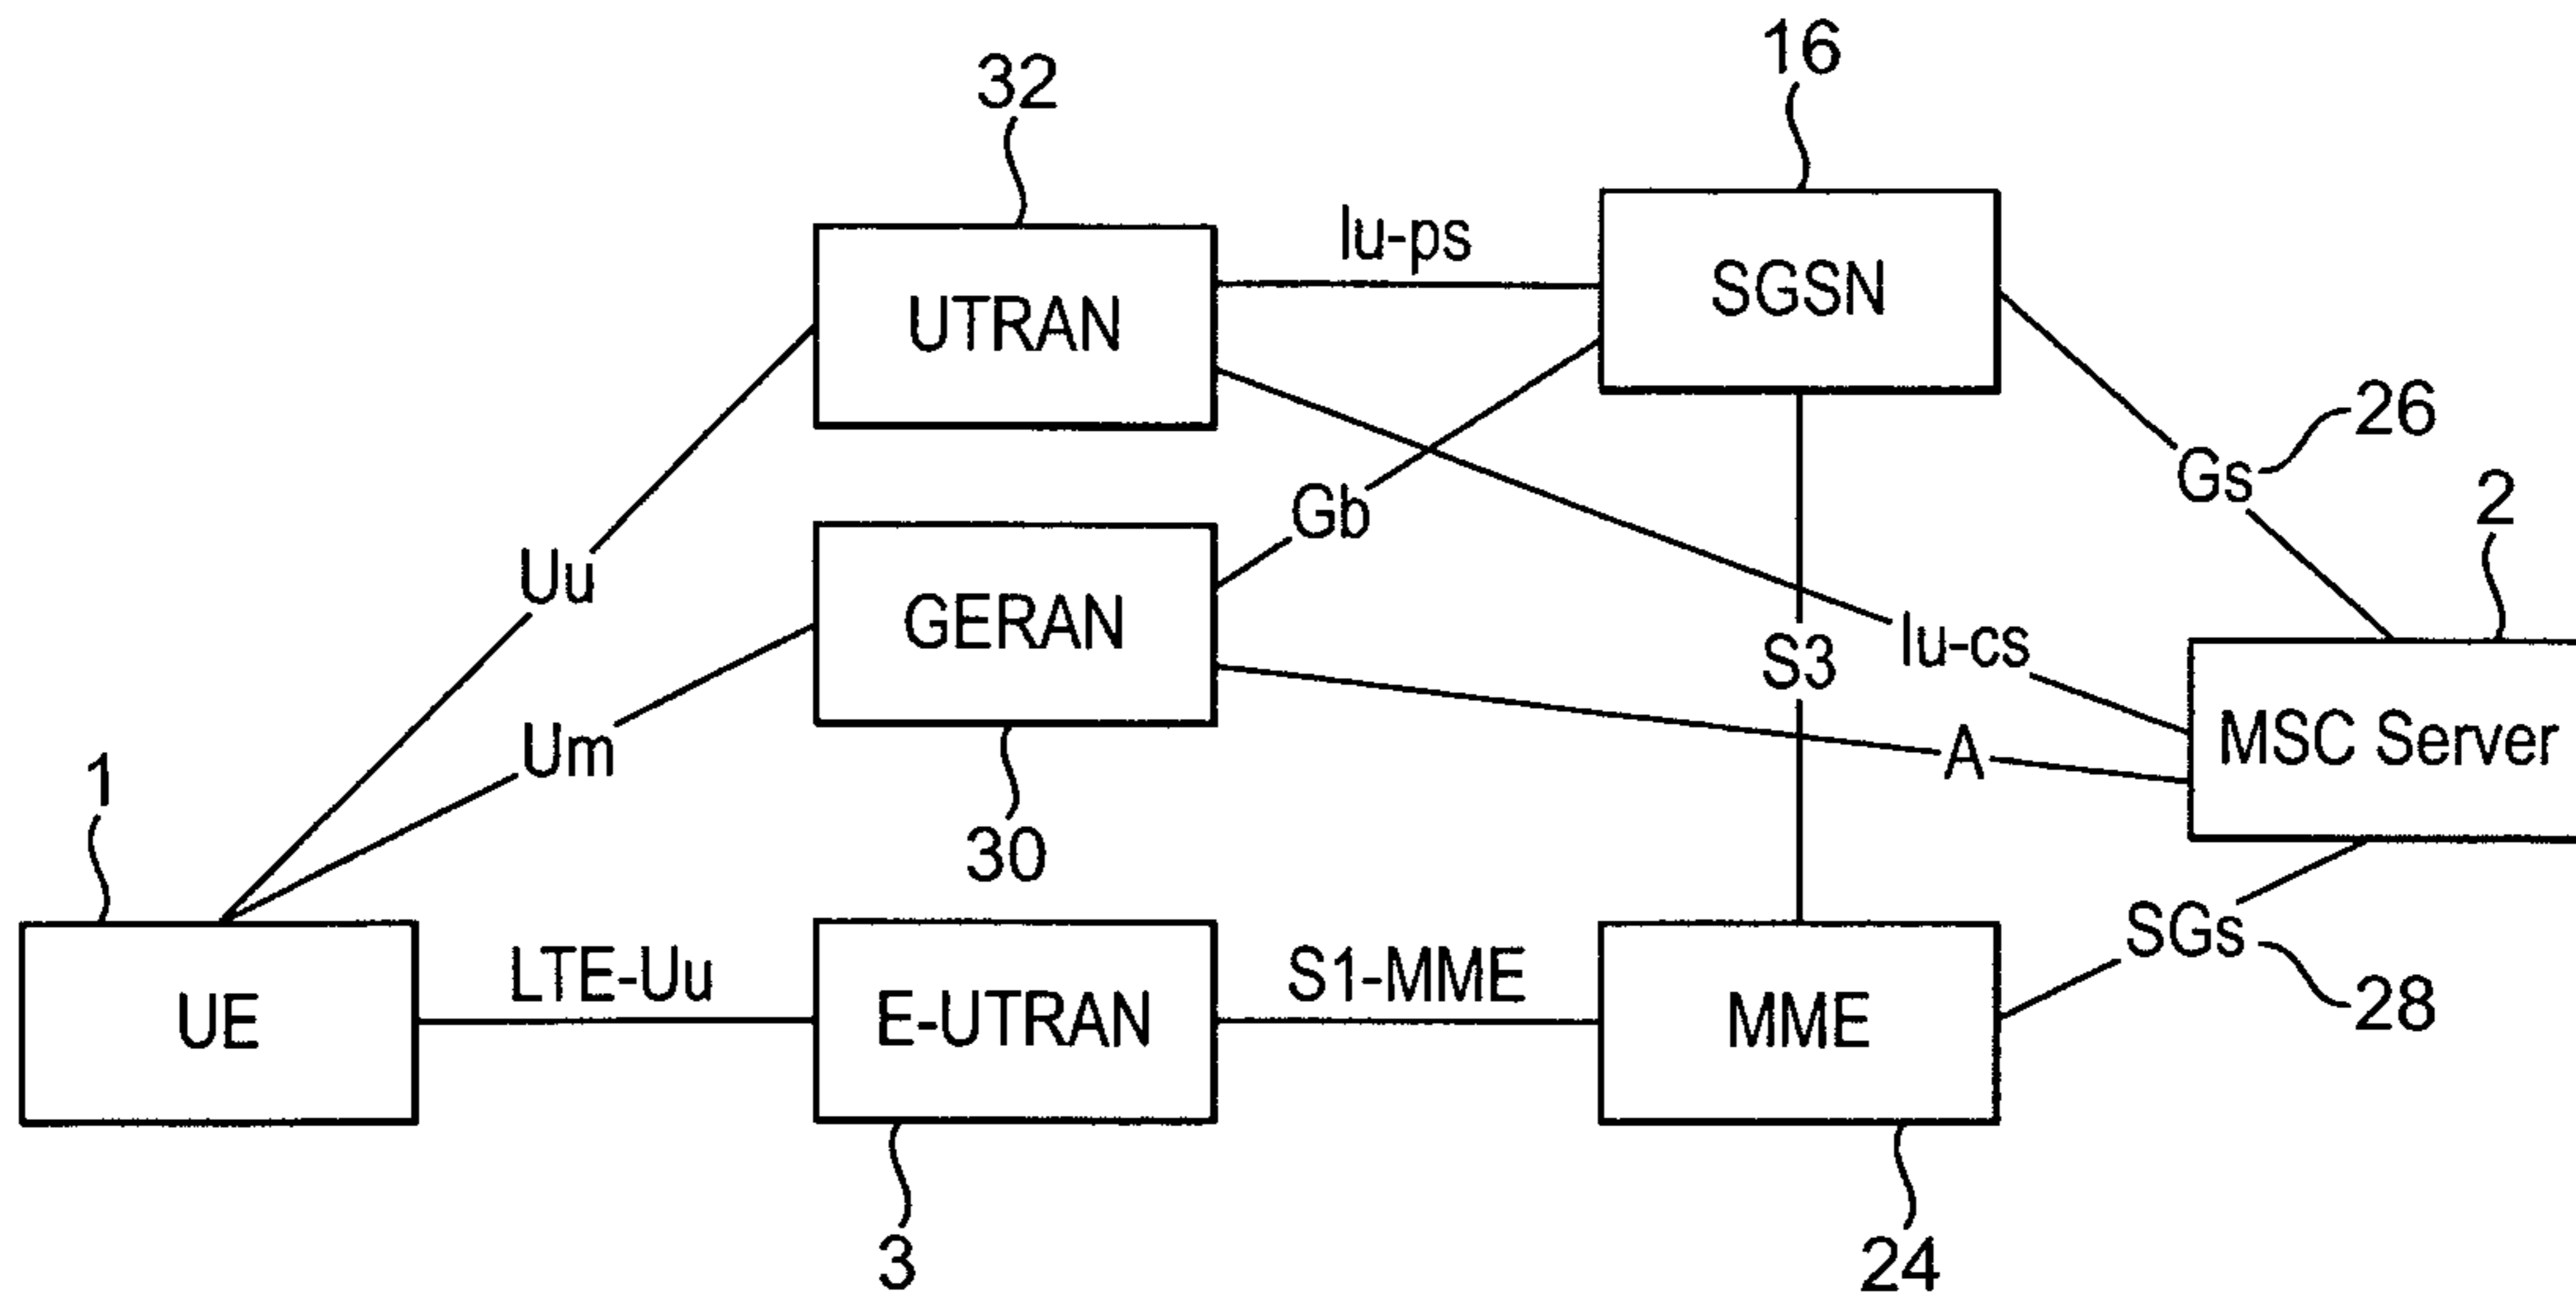 16
32
Iu-ps
SGSN
UTRAN
26
Gs
2
Gb
Uu
GERAN
Iu-cs
S3
MSC Server
Um
A
1
30
SGs
LTE-Uu
S1-MME
UE
E-UTRAN
MME
28
3
24